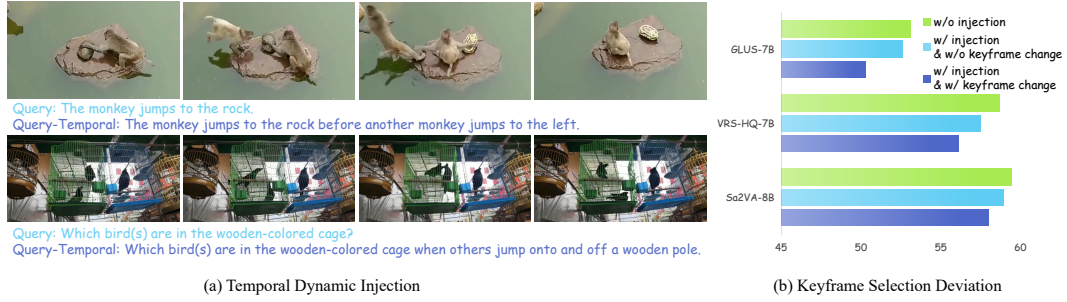 Query: The monkey jumps to the rock.
Query-Temporal: The monkey jumps to the rock before another monkey jumps to the left.
Query: Which bird(s) are in the wooden-colored cage?
Query-Temporal: Which bird(s) are in the wooden-colored cage when others jump onto and off a wooden pole.
(a) Temporal Dynamic Injection
w/o injection
w/ injection
& w/o keyframe change
w/ injection
& w/ keyframe change
GLUS-7B
VRS-HQ-7B
Sa2VA-8B
45 50 55 60
(b) Keyframe Selection Deviation